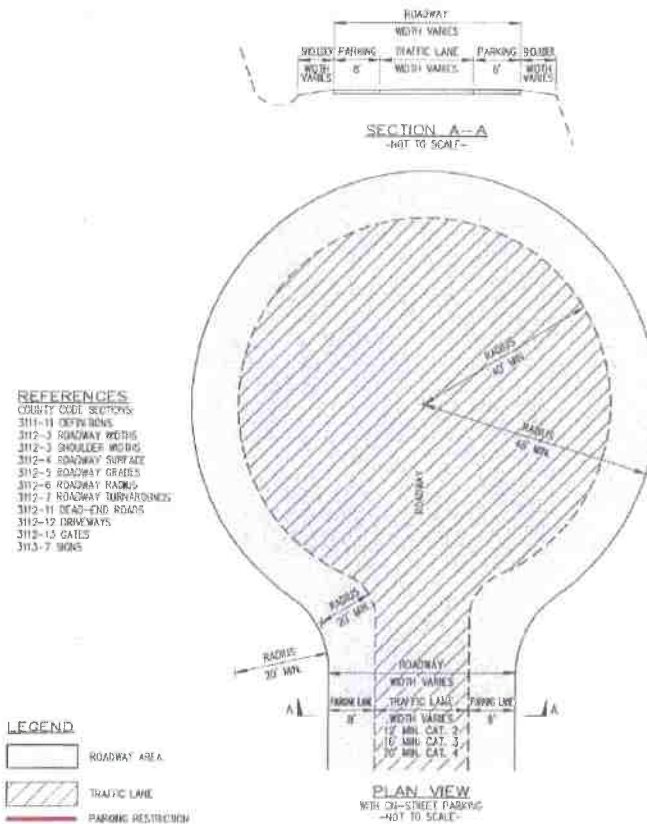 ROADWAY
WIDTH VARIES
SHOULDER PARKING TRAFFIC LANE PARKING SHOULDER
WIDTH VARIES 8' WIDTH VARIES 8' WIDTH VARIES
SECTION A--A
-NOT TO SCALE-
RADIUS
40' MIN.
RADIUS
48' MIN.
ROADWAY
REFERENCES
COUNTY CODE SECTIONS:
3111-11 DEFINITIONS
3112-3 ROADWAY WIDTHS
3112-3 SHOULDER WIDTHS
3112-4 ROADWAY SURFACE
3112-5 ROADWAY GRADES
3112-6 ROADWAY RADIUS
3112-7 ROADWAY TURNAROUNDS
3112-11 DEAD-END ROADS
3112-12 DRIVEWAYS
3112-13 GATES
3113-7 SIGNS
RADIUS
20' MIN.
RADIUS
20' MIN.
ROADWAY
WIDTH VARIES
A PARKING LANE TRAFFIC LANE PARKING LANE A
8' WIDTH VARIES 8'
12' MIN. CAT. 2
16' MIN. CAT. 3
20' MIN. CAT. 4
LEGEND
ROADWAY AREA
TRAFFIC LANE
PARKING RESTRICTION
PLAN VIEW
WITH ON-STREET PARKING
-NOT TO SCALE-